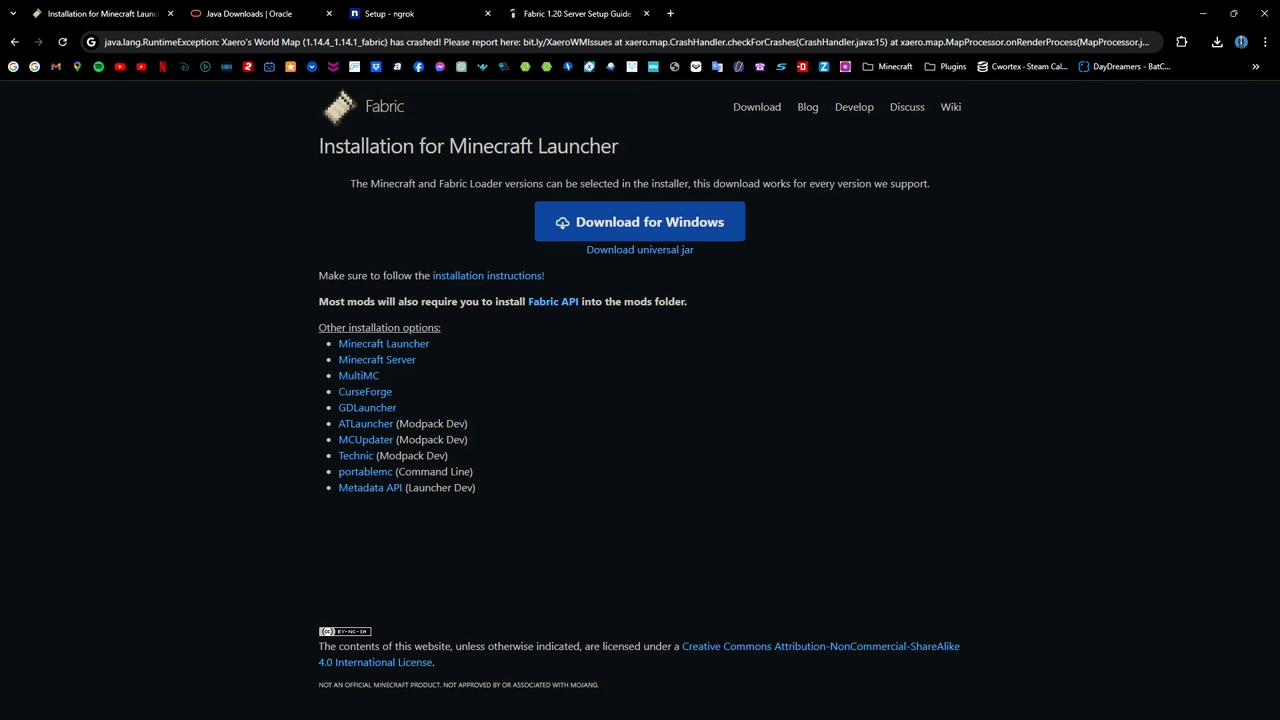 Installation for Minecraft Launc
Java Downloads | Oracle
Setup - ngrok
Fabric 1.20 Server Setup Guide
java.lang.RuntimeException: Xaero's World Map (1.14.4_1.14.1_fabric) has crashed! Please report here: bit.ly/XaeroWMIssues at xaero.map.CrashHandler.checkForCrashes(CrashHandler.java:15) at xaero.map.MapProcessor.onRenderProcess(MapProcessor.j...
Minecraft
Plugins
Cwortex - Steam Cal...
DayDreamers - BatC...
Fabric
Download
Blog
Develop
Discuss
Wiki
Installation for Minecraft Launcher
The Minecraft and Fabric Loader versions can be selected in the installer, this download works for every version we support.
Download for Windows
Download universal jar
Make sure to follow the installation instructions!
Most mods will also require you to install Fabric API into the mods folder.
Other installation options:
Minecraft Launcher
Minecraft Server
MultiMC
CurseForge
GDLauncher
ATLauncher (Modpack Dev)
MCUpdater (Modpack Dev)
Technic (Modpack Dev)
portablemc (Command Line)
Metadata API (Launcher Dev)
BY-NC-SA
The contents of this website, unless otherwise indicated, are licensed under a Creative Commons Attribution-NonCommercial-ShareAlike
4.0 International License.
NOT AN OFFICIAL MINECRAFT PRODUCT. NOT APPROVED BY OR ASSOCIATED WITH MOJANG.